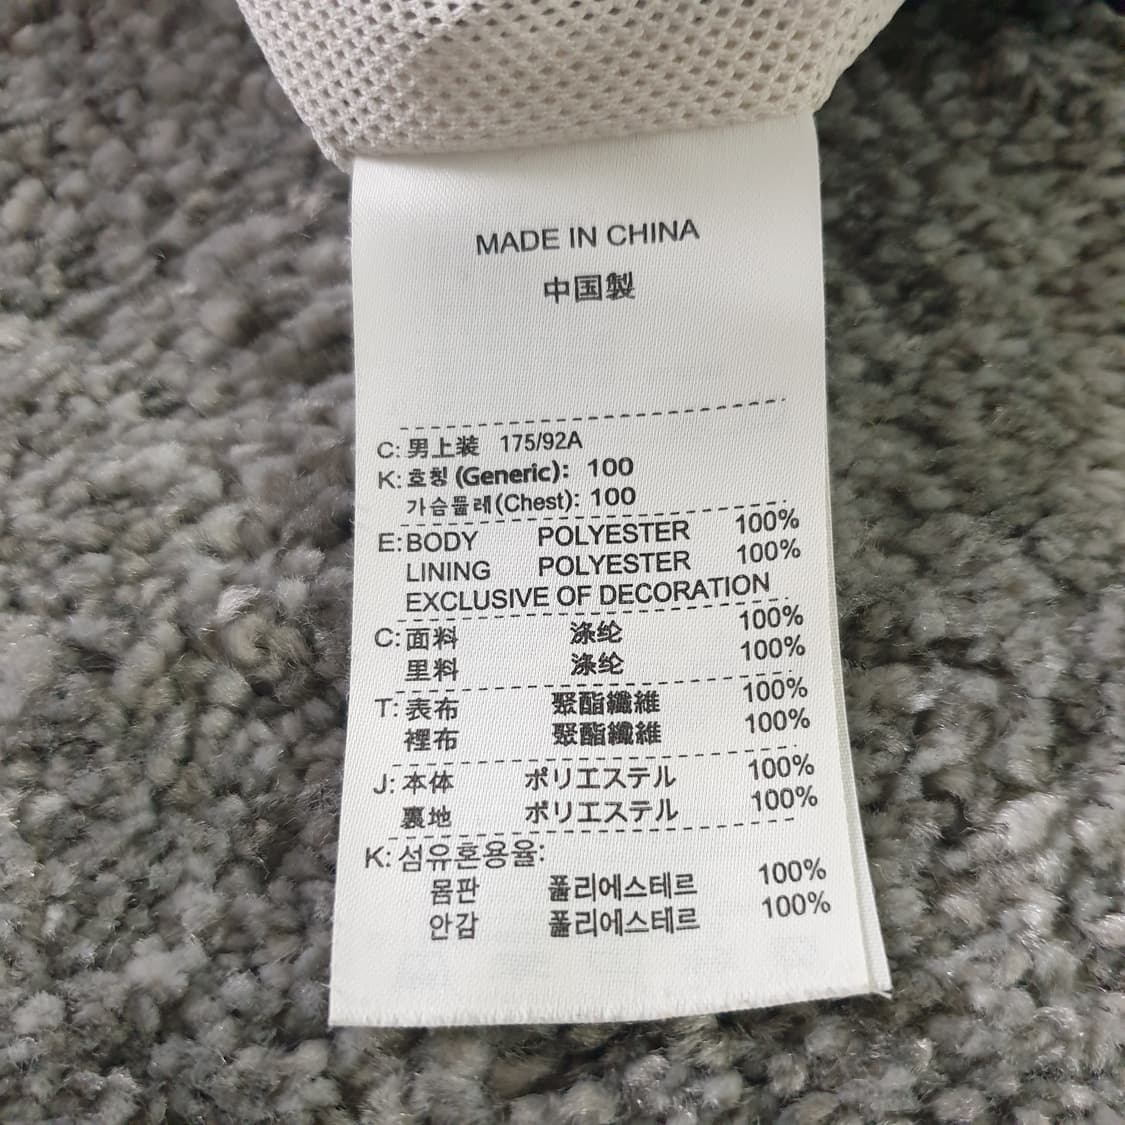 MADE IN CHINA
中国製
C: 男上装 175/92A
K: 호칭 (Generic): 100
가슴둘레(Chest): 100
E: BODY POLYESTER 100%
LINING POLYESTER 100%
EXCLUSIVE OF DECORATION
C: 面料 涤纶 100%
里料 涤纶 100%
T: 表布 聚酯纖維 100%
裡布 聚酯纖維 100%
J: 本体 ポリエステル 100%
裏地 ポリエステル 100%
K: 섬유혼용율:
몸판 폴리에스테르 100%
안감 폴리에스테르 100%